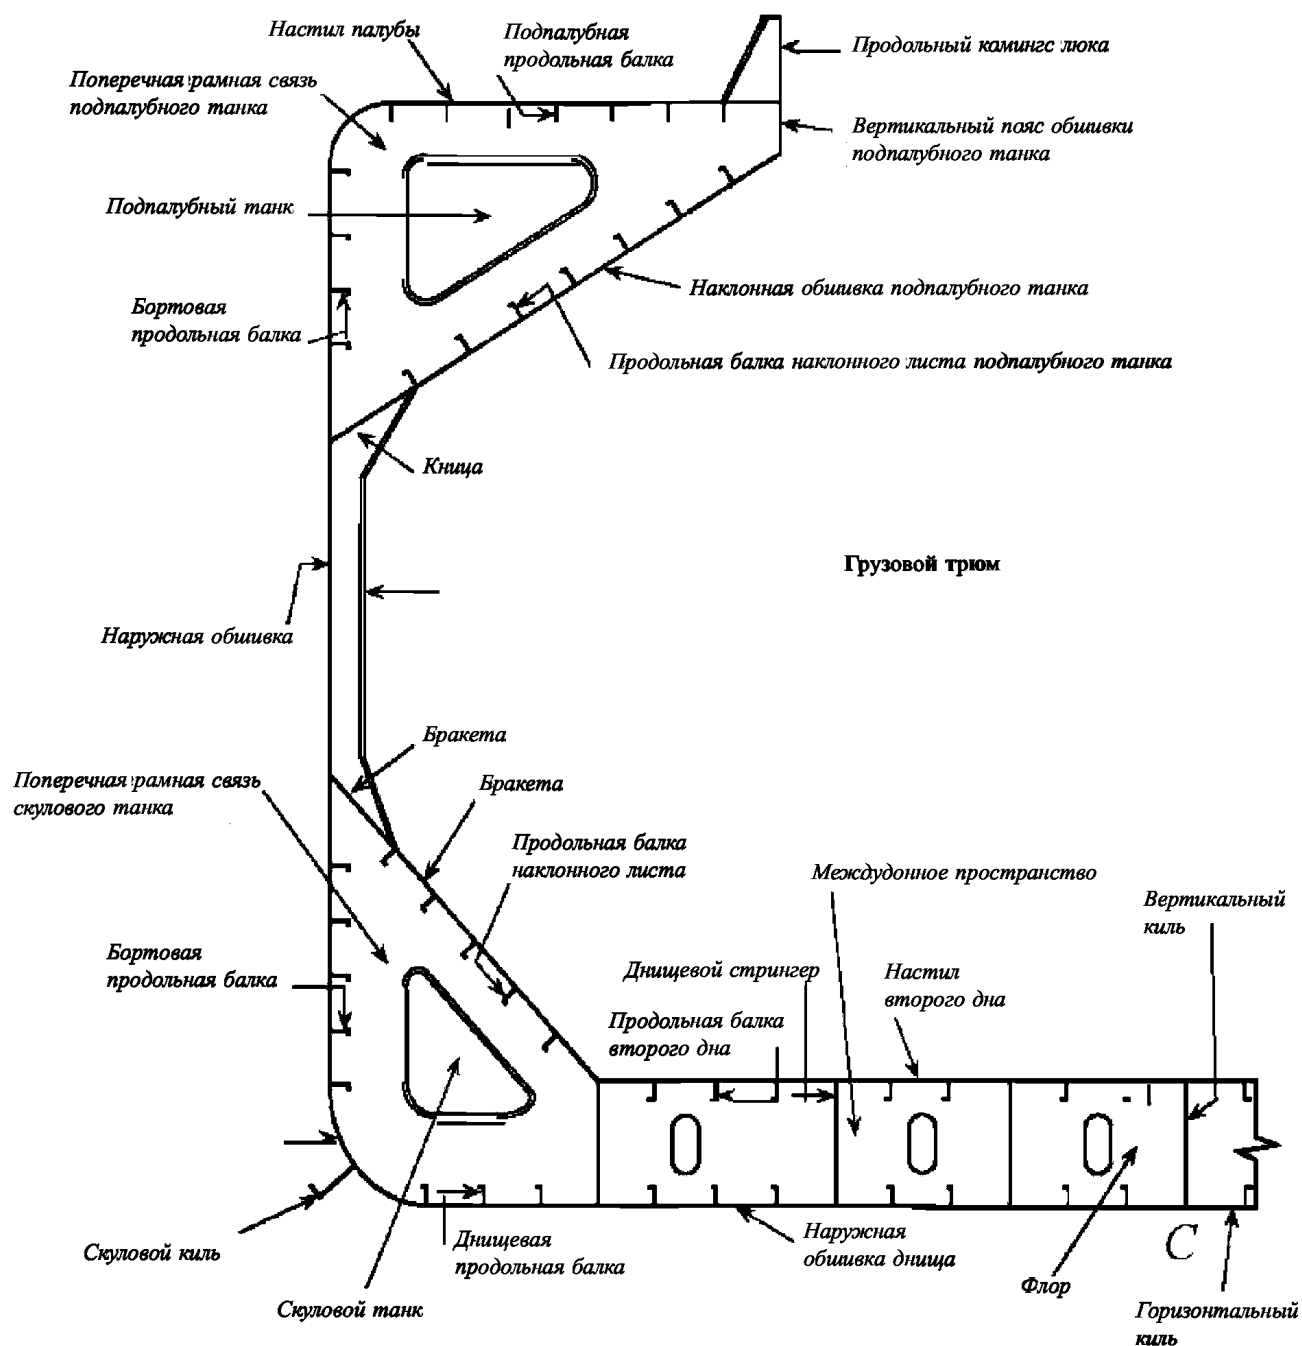 Настил палубы
Подпалубная
продольная балка
Продольный комингс люка
Поперечная рамная связь
подпалубного танка
Вертикальный пояс обшивки
подпалубного танка
Подпалубный танк
Наклонная обшивка подпалубного танка
Бортовая
продольная балка
Продольная балка наклонного листа подпалубного танка
Кница
Грузовой трюм
Наружная обшивка
Бракета
Поперечная рамная связь
скулового танка
Бракета
Продольная балка
наклонного листа
Междудонное пространство
Вертикальный
киль
Бортовая
продольная балка
Днищевой стрингер
Настил
второго дна
Продольная балка
второго дна
Скуловой киль
Днищевая
продольная балка
Наружная
обшивка днища
C
Флор
Скуловой танк
Горизонтальный
киль